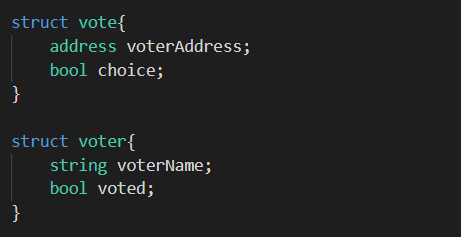 struct vote{
    address voterAddress;
    bool choice;
}

struct voter{
    string voterName;
    bool voted;
}